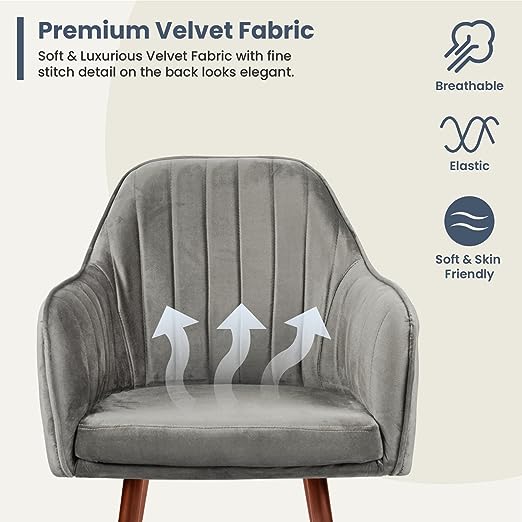 Premium Velvet Fabric
Soft & Luxurious Velvet Fabric with fine
stitch detail on the back looks elegant.
Breathable
Elastic
Soft & Skin
Friendly